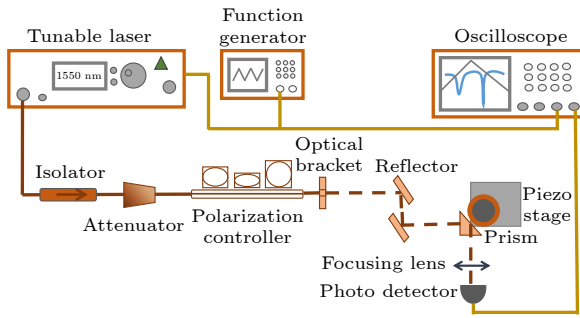 Tunable laser
Function
generator
Oscilloscope
1550 nm
Isolator
Attenuator
Polarization
controller
Optical
bracket
Reflector
Piezo
stage
Prism
Focusing lens
Photo detector